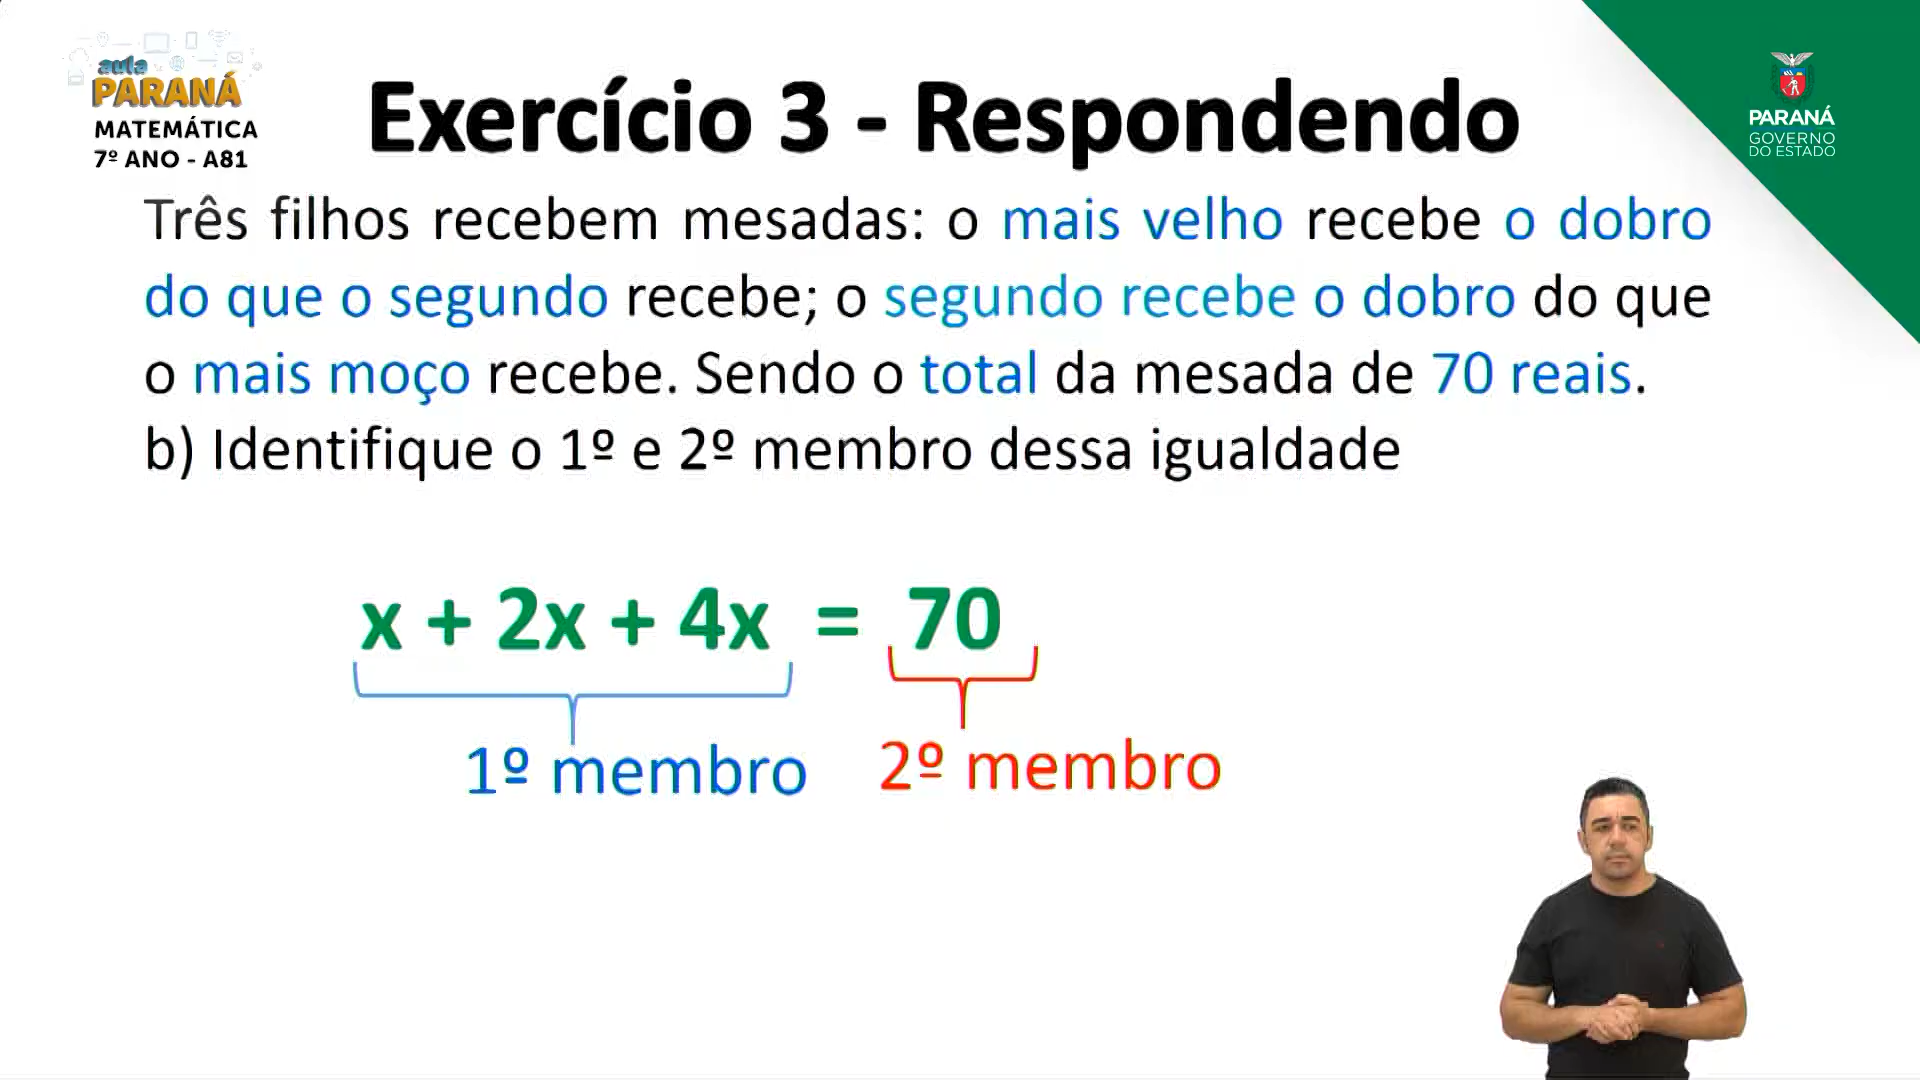 aula
PARANÁ
MATEMÁTICA
7º ANO - A81
Exercício 3 - Respondendo
PARANÁ
GOVERNO
DO ESTADO
Três filhos recebem mesadas: o mais velho recebe o dobro
do que o segundo recebe; o segundo recebe o dobro do que
o mais moço recebe. Sendo o total da mesada de 70 reais.
b) Identifique o 1º e 2º membro dessa igualdade
x + 2x + 4x = 70
1º membro 2º membro